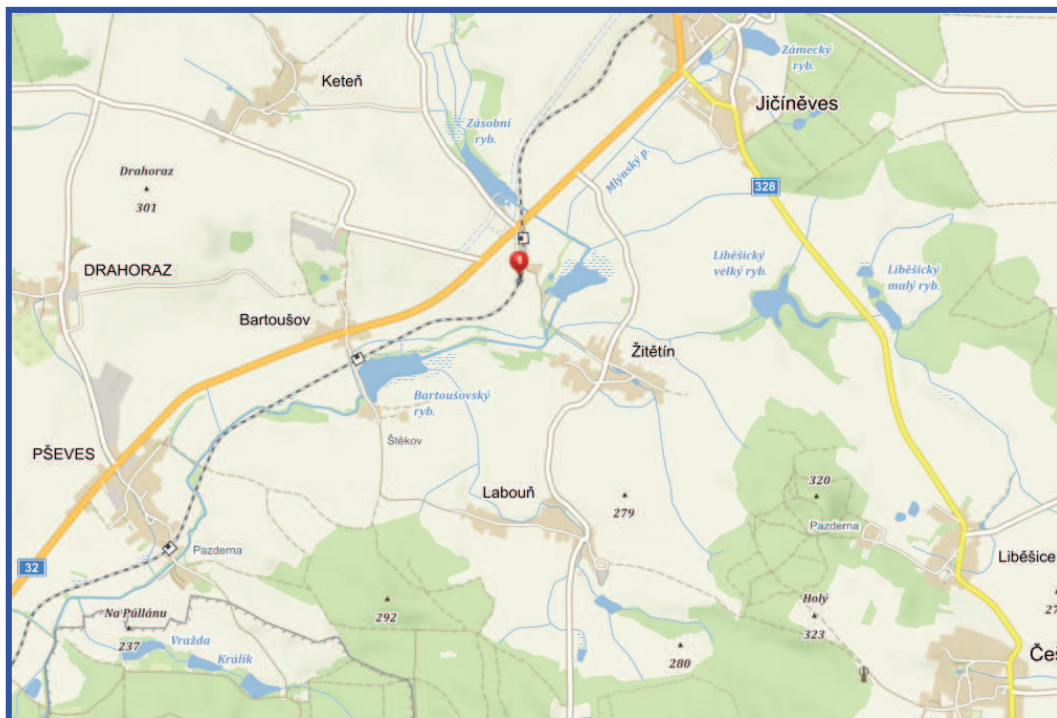 Zámecký
ryb.
Keteň
Jičíněves
Zásobní
ryb.
Mlýnský p.
Drahoraz
301
328
DRAHORAZ
Liběšický
velký ryb.
Liběšický
malý ryb.
Bartoušov
Žitětín
Bartoušovský
ryb.
Štěkov
PŠEVES
Labouň
279
320
Pazderna
Pazderna
Liběšice
32
Na Půllánu
237
Vražda
Králík
292
Holý
323
280
27
Češ